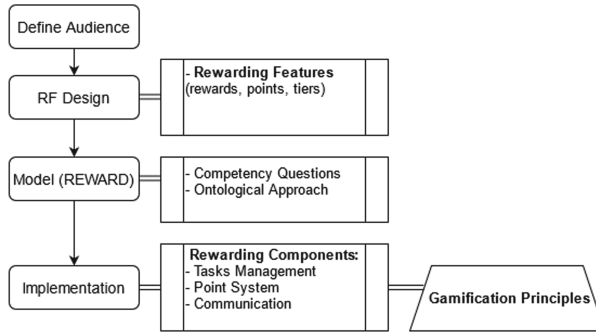 Define Audience
RF Design
- Rewarding Features
(rewards, points, tiers)
Model (REWARD)
- Competency Questions
- Ontological Approach
Implementation
Rewarding Components:
- Tasks Management
- Point System
- Communication
Gamification Principles